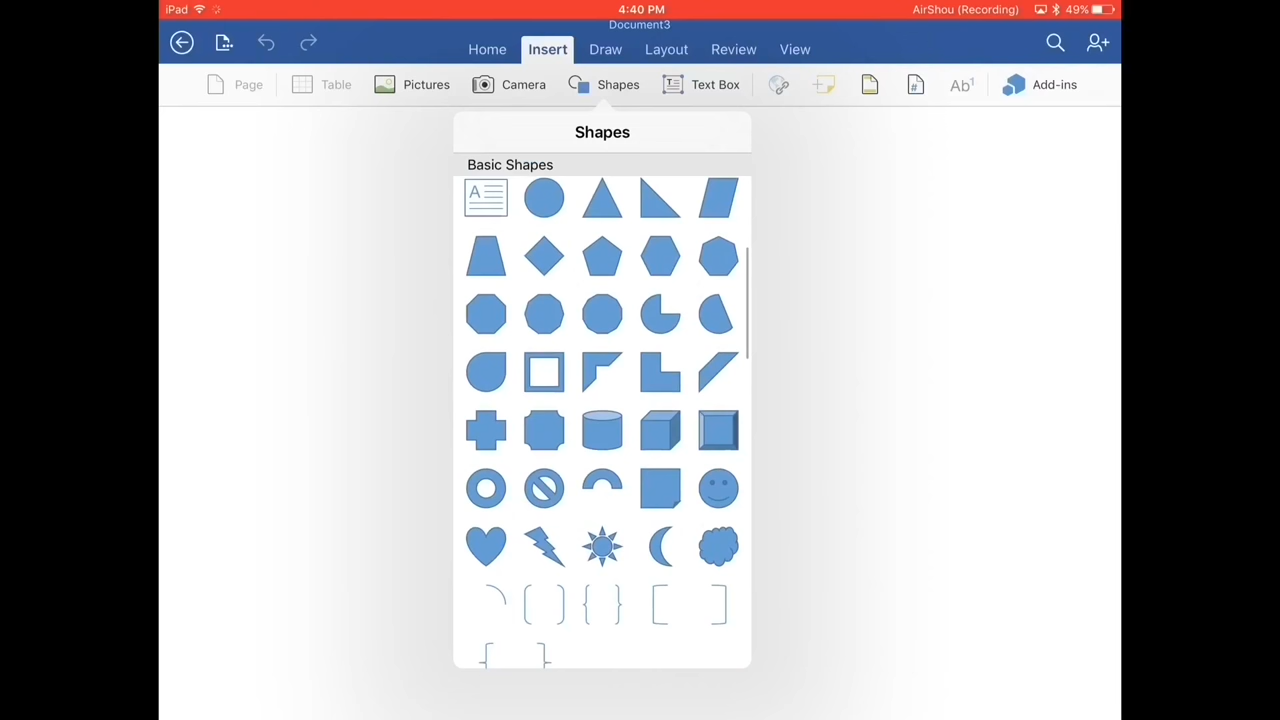 iPad 4:40 PM AirShou (Recording) 49%
Document3
Home Insert Draw Layout Review View
Page Table Pictures Camera Shapes Text Box # Ab1 Add-ins
Shapes
Basic Shapes
A